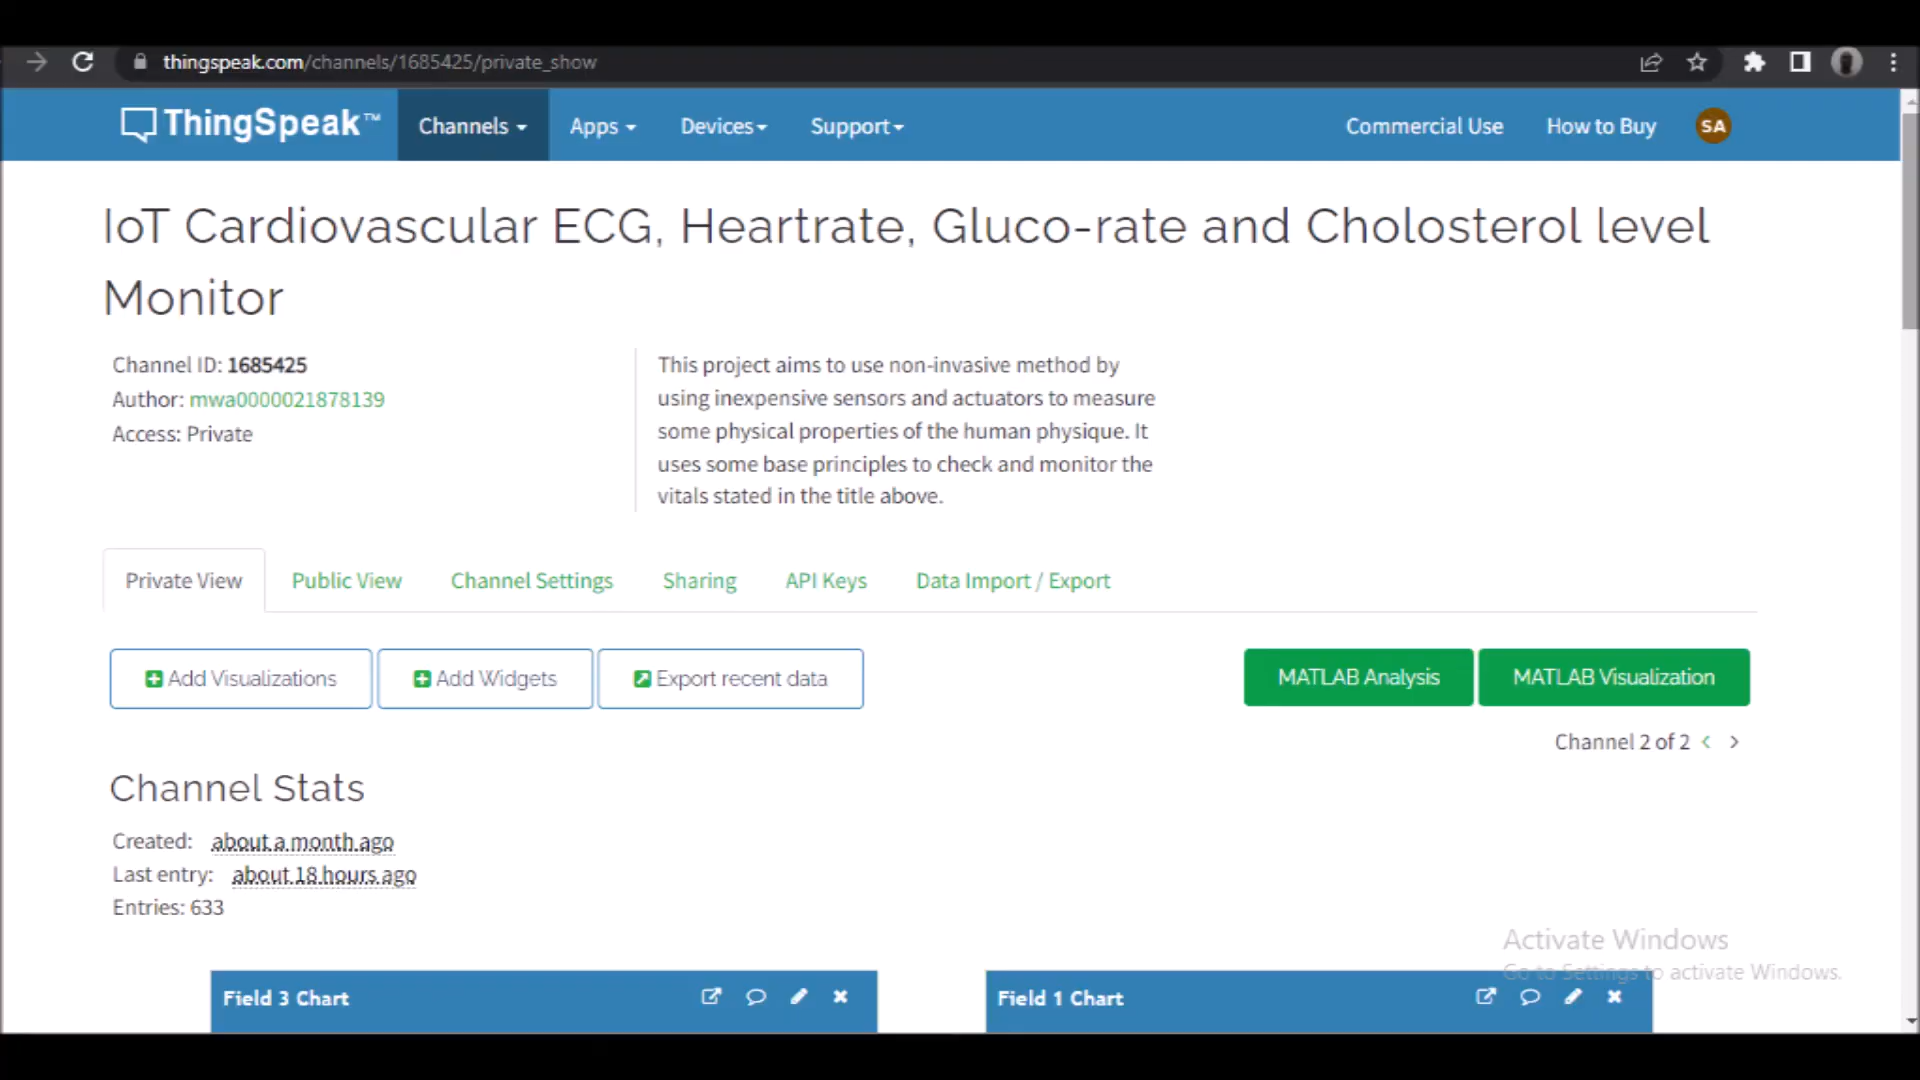 thingspeak.com/channels/1685425/private_show
ThingSpeak™ Channels Apps Devices Support Commercial Use How to Buy SA
IoT Cardiovascular ECG, Heartrate, Gluco-rate and Cholosterol level
Monitor
Channel ID: 1685425
Author: mwa0000021878139
Access: Private
This project aims to use non-invasive method by
using inexpensive sensors and actuators to measure
some physical properties of the human physique. It
uses some base principles to check and monitor the
vitals stated in the title above.
Private View Public View Channel Settings Sharing API Keys Data Import / Export
Add Visualizations Add Widgets Export recent data MATLAB Analysis MATLAB Visualization
Channel 2 of 2
Channel Stats
Created: about a month ago
Last entry: about 18 hours ago
Entries: 633
Activate Windows
Go to Settings to activate Windows.
Field 3 Chart Field 1 Chart